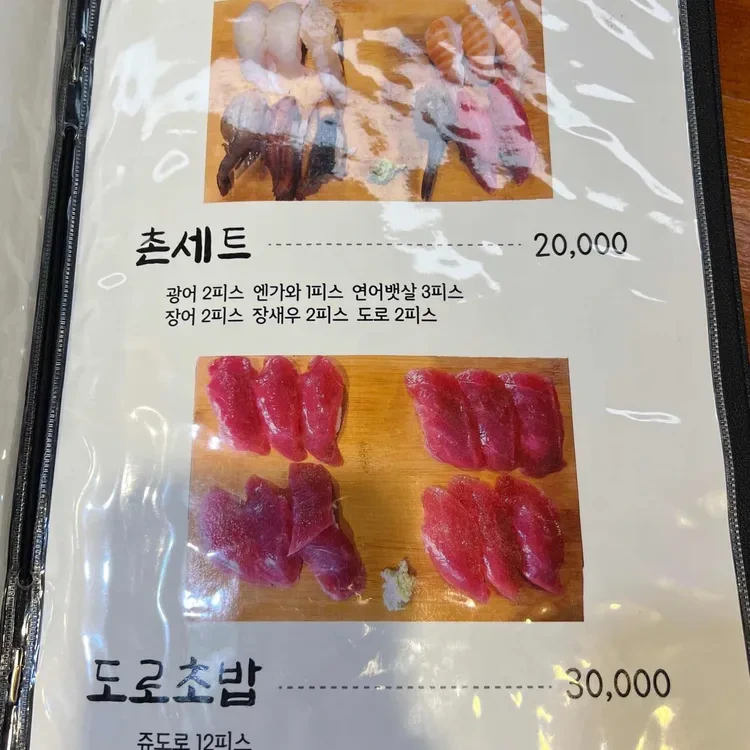 촌세트 20,000
광어 2피스 엔가와 1피스 연어뱃살 3피스
장어 2피스 장새우 2피스 도로 2피스
도로초밥 30,000
쥬도로 12피스